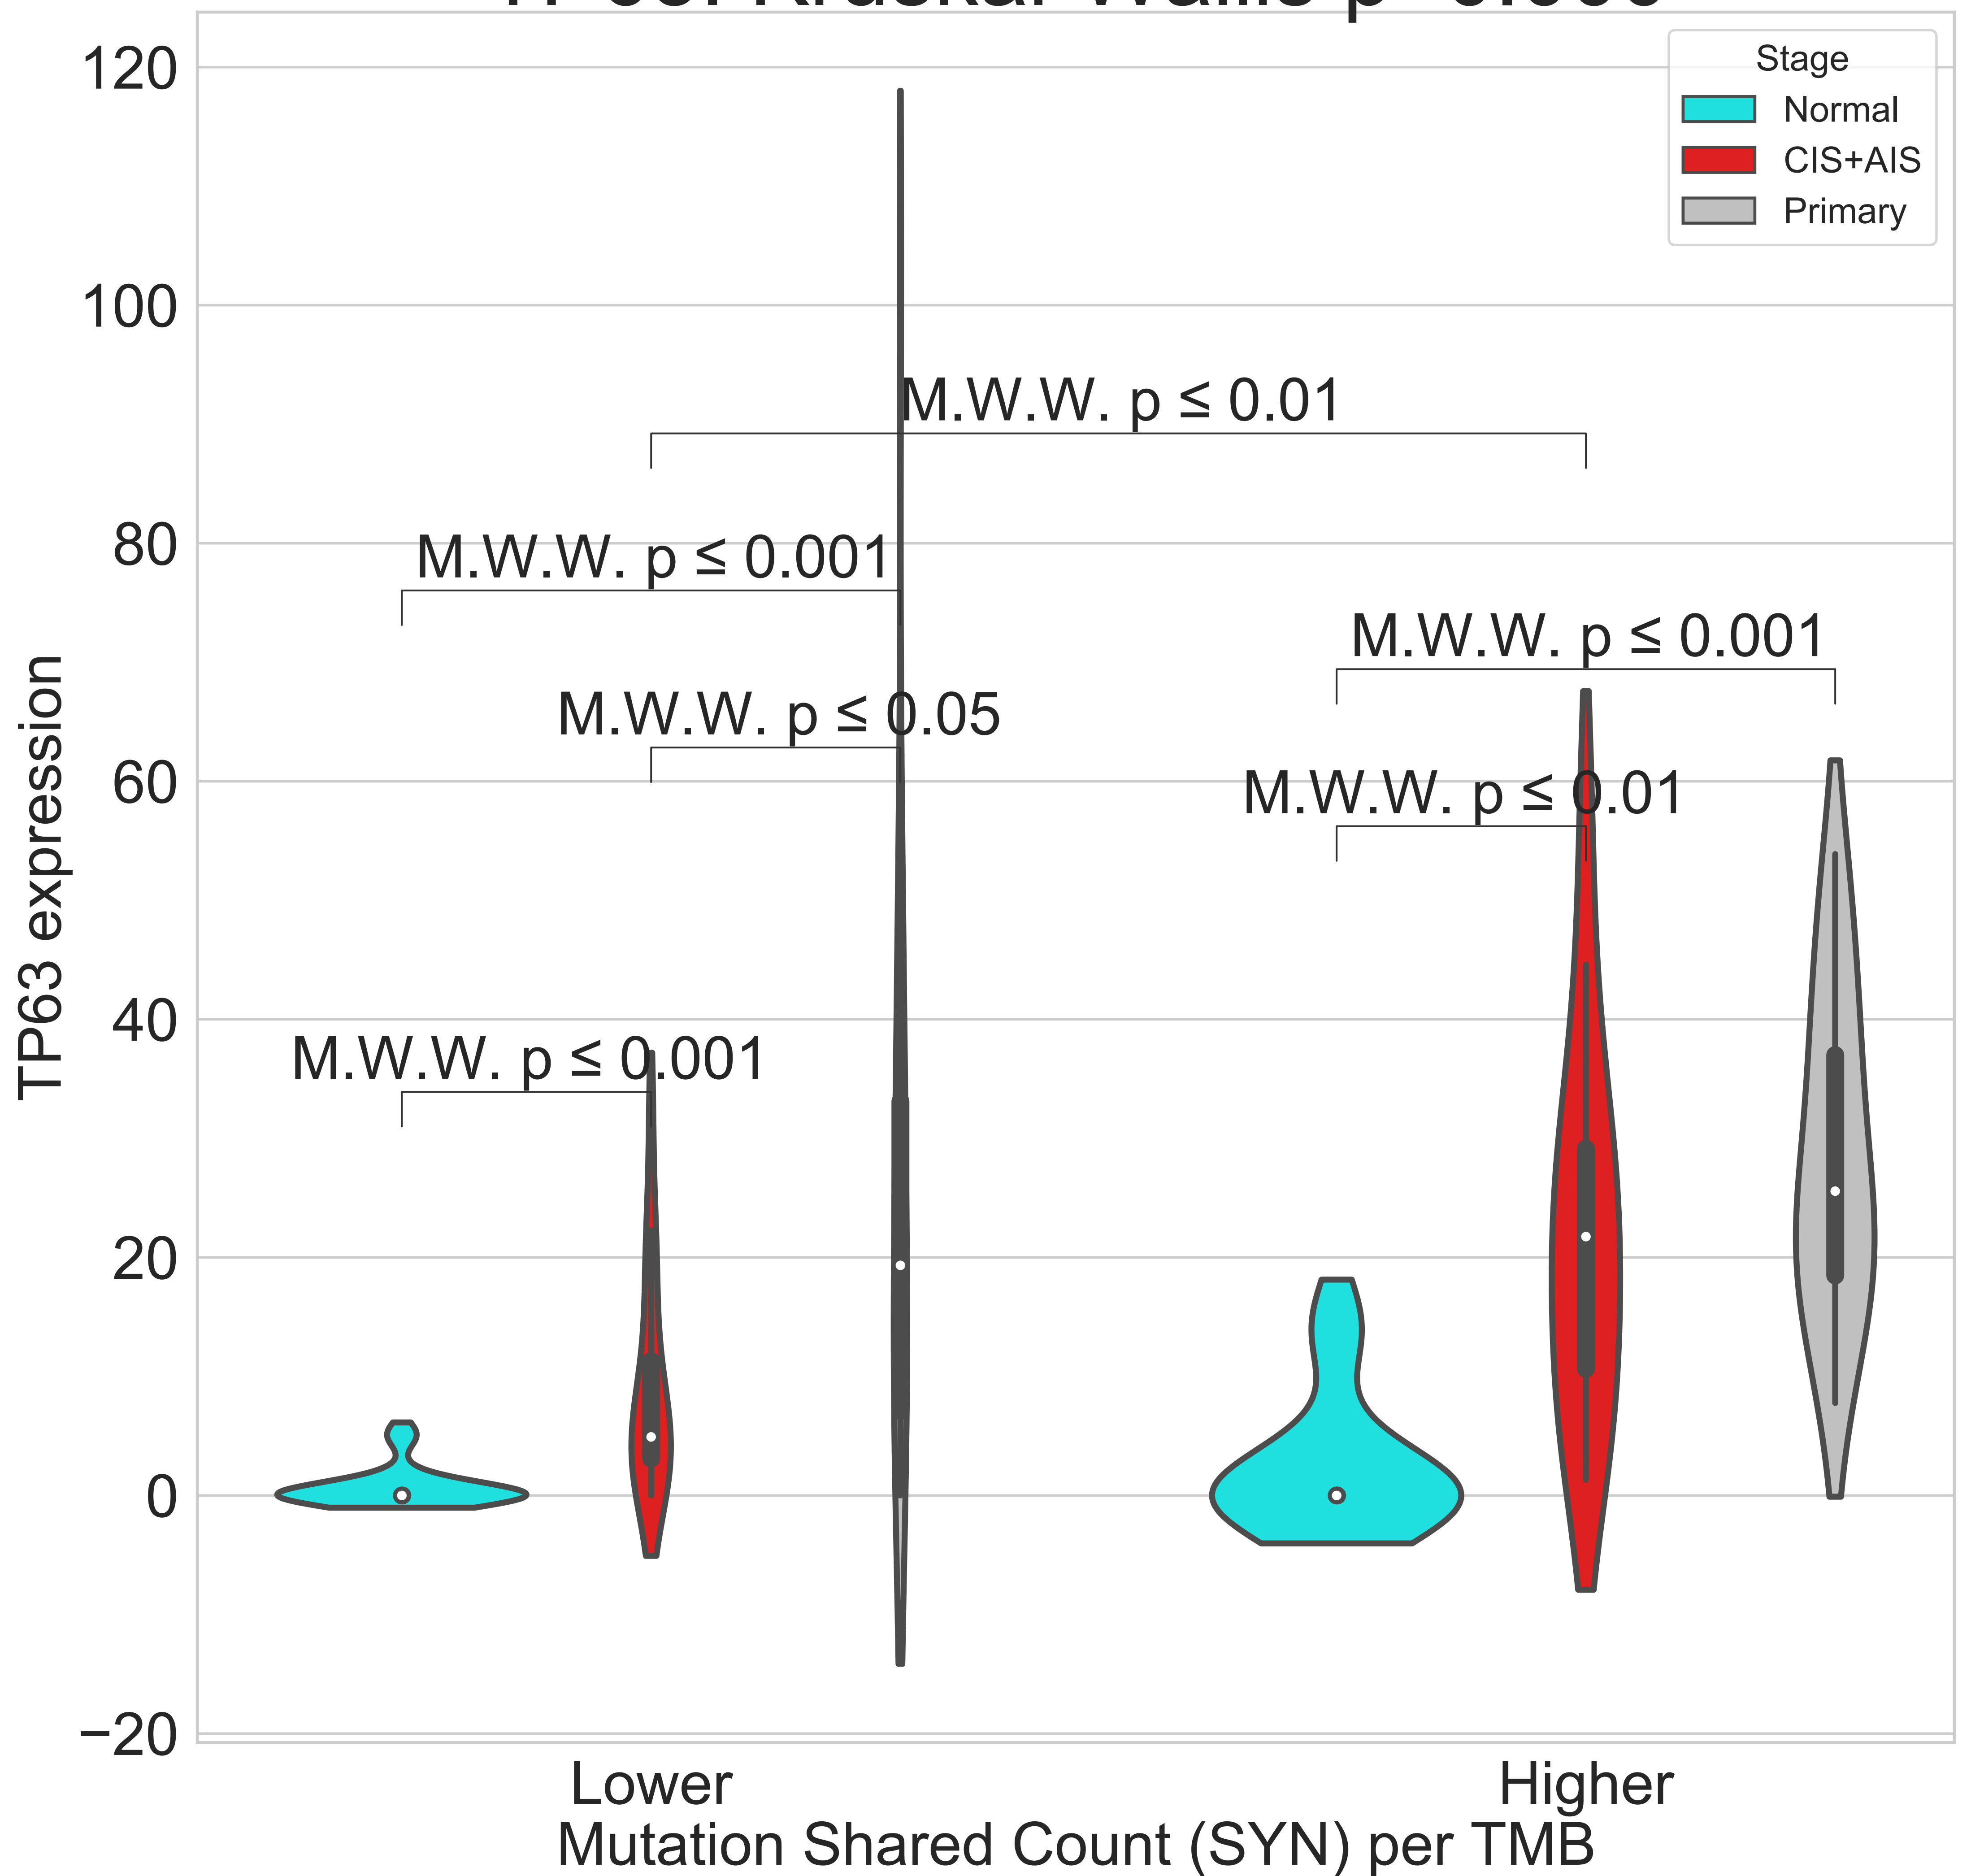 120
100
80
60
40
20
0
−20
TP63 expression
Stage
Normal
CIS+AIS
Primary
M.W.W. p ≤ 0.01
M.W.W. p ≤ 0.001
M.W.W. p ≤ 0.001
M.W.W. p ≤ 0.05
M.W.W. p ≤ 0.01
M.W.W. p ≤ 0.001
Lower
Higher
Mutation Shared Count (SYN) per TMB